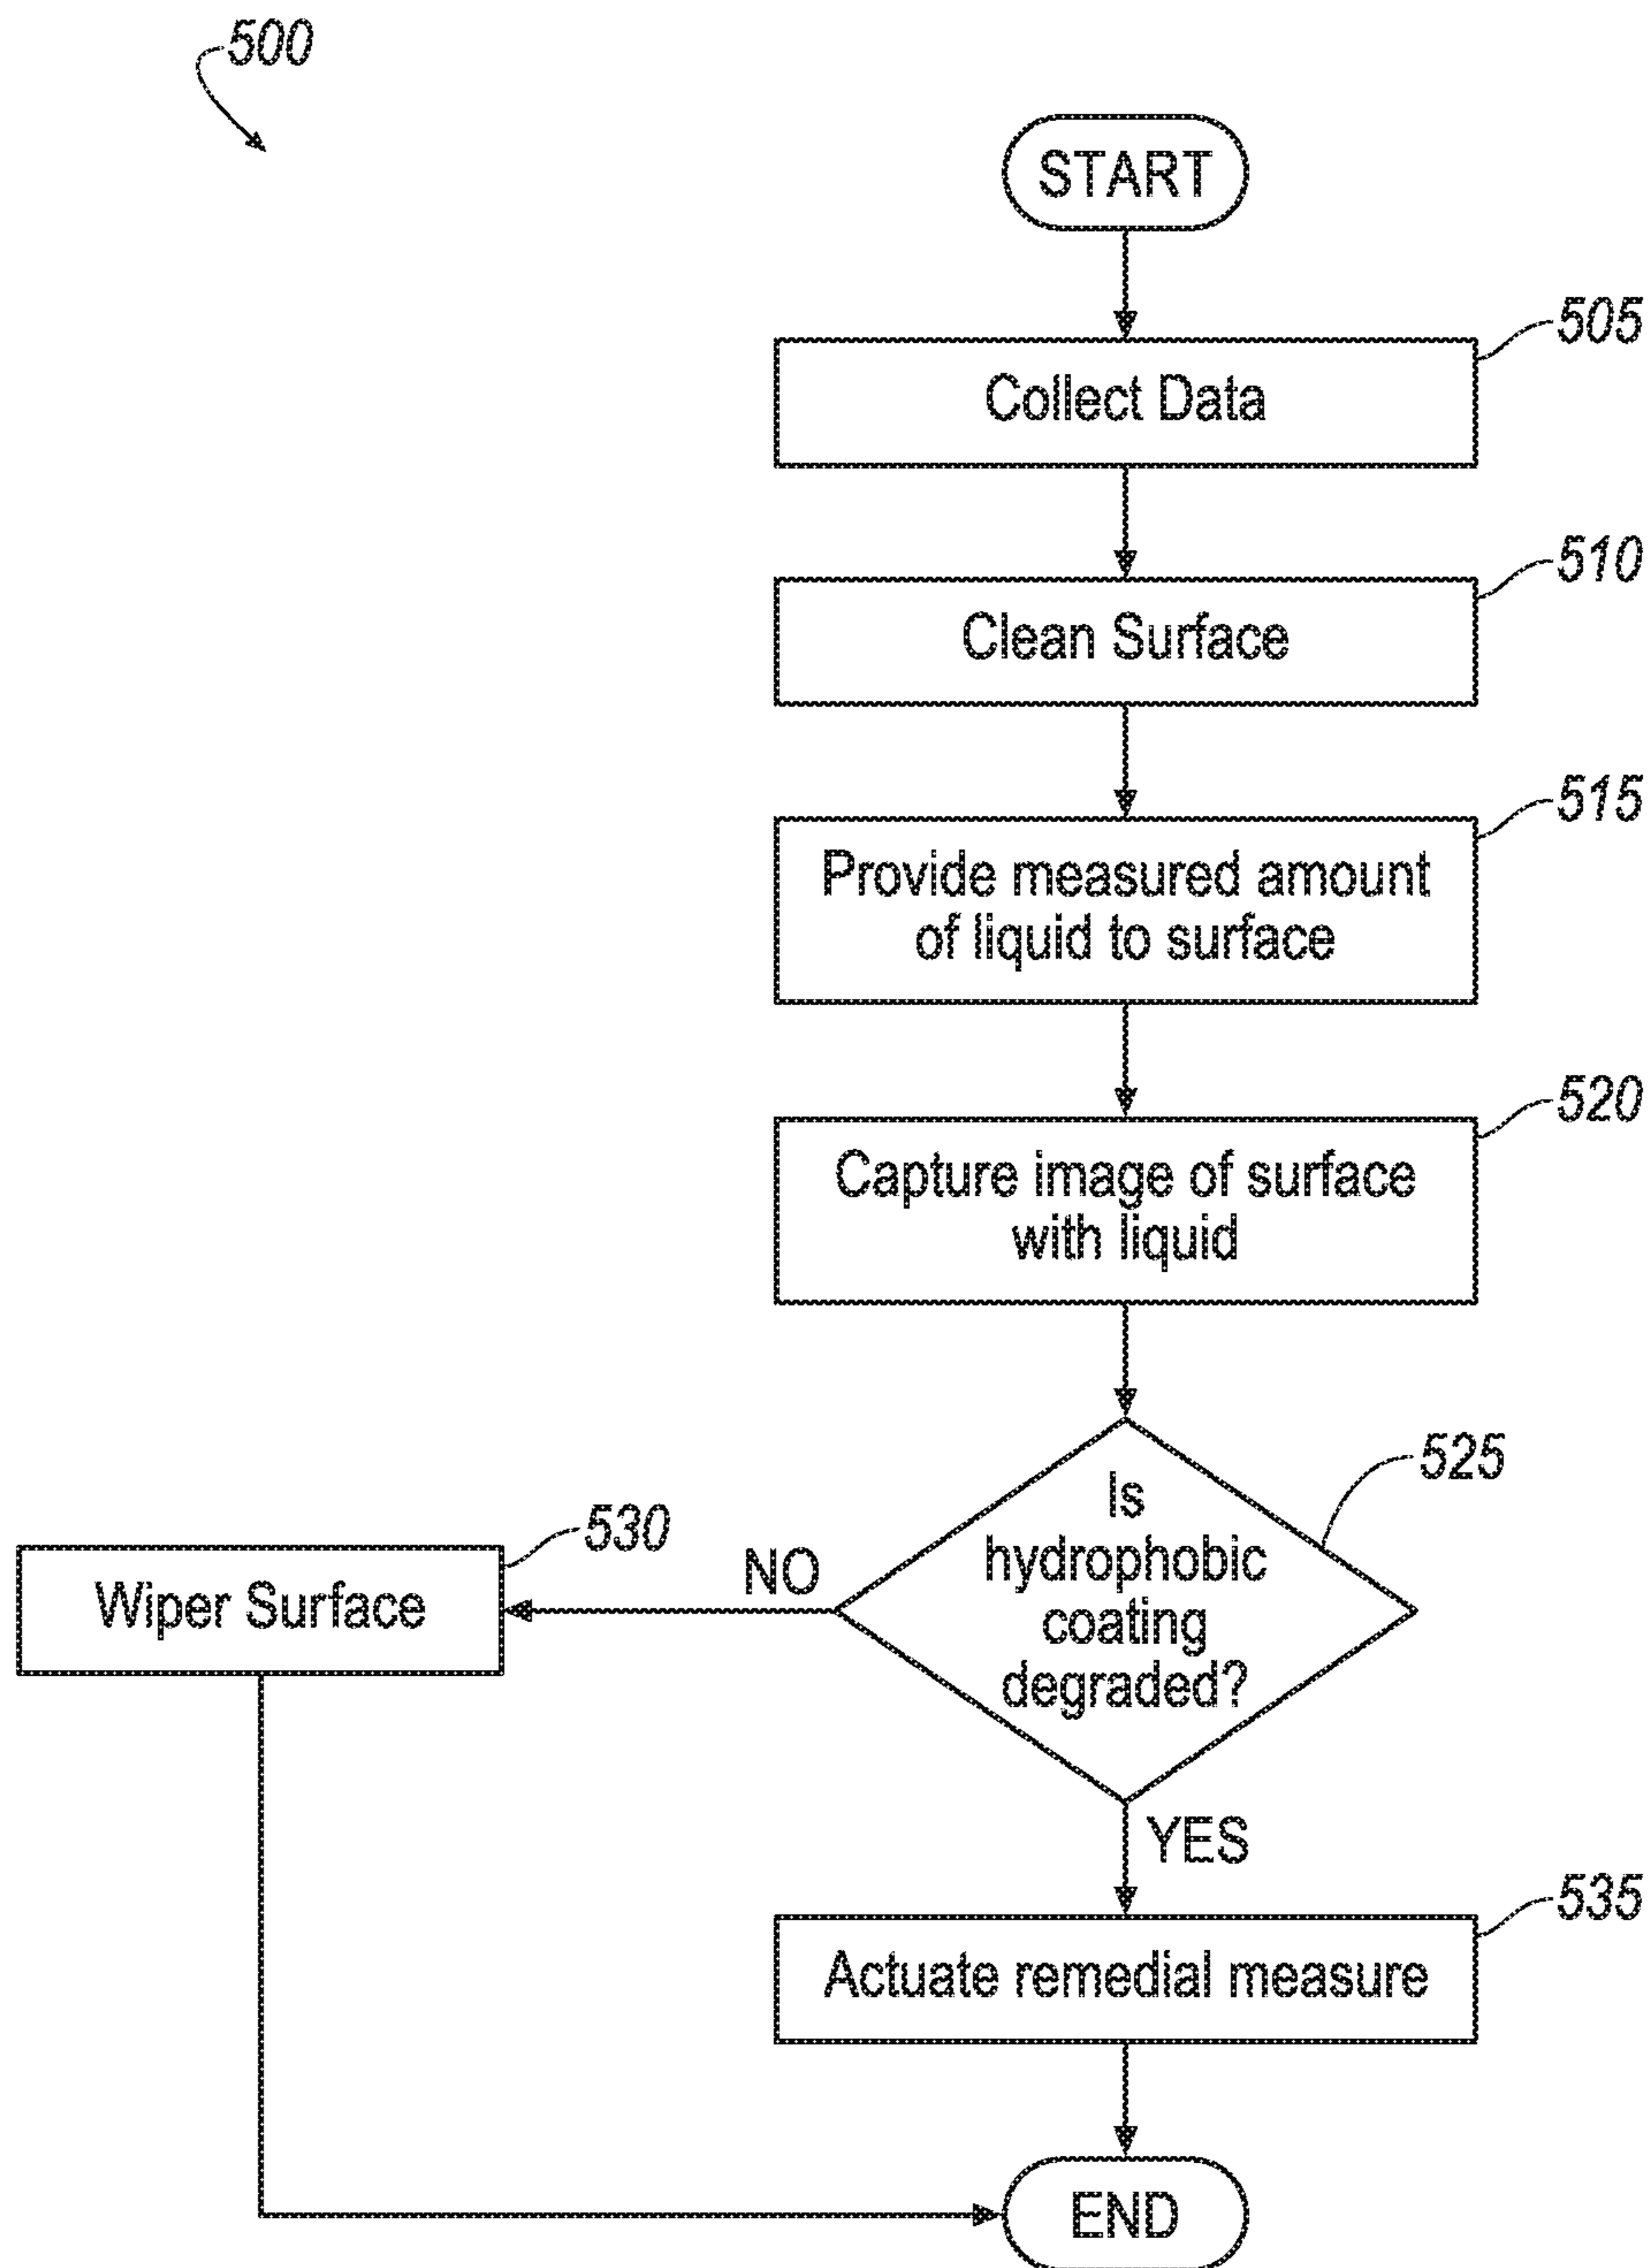 500
START
505
Collect Data
510
Clean Surface
515
Provide measured amount
of liquid to surface
520
Capture image of surface
with liquid
525
Is
hydrophobic
coating
degraded?
530
NO
Wiper Surface
YES
535
Actuate remedial measure
END